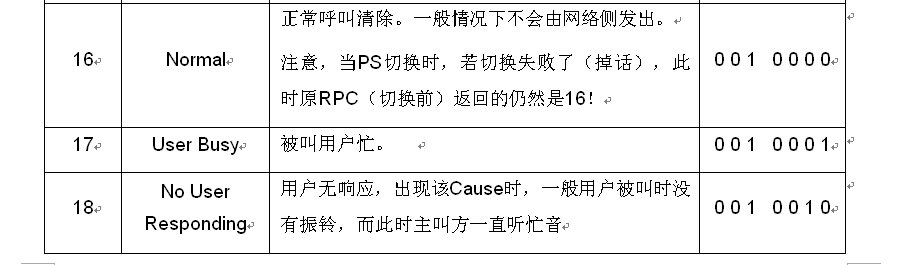 正常呼叫清除。一般情况下不会由网络侧发出。
16 Normal 注意，当PS切换时，若切换失败了（掉话），此 001 0000
时原RPC（切换前）返回的仍然是16！
17 User Busy 被叫用户忙。 001 0001
No User 用户无响应，出现该Cause时，一般用户被叫时没
18 001 0010
Responding 有振铃，而此时主叫方一直听忙音